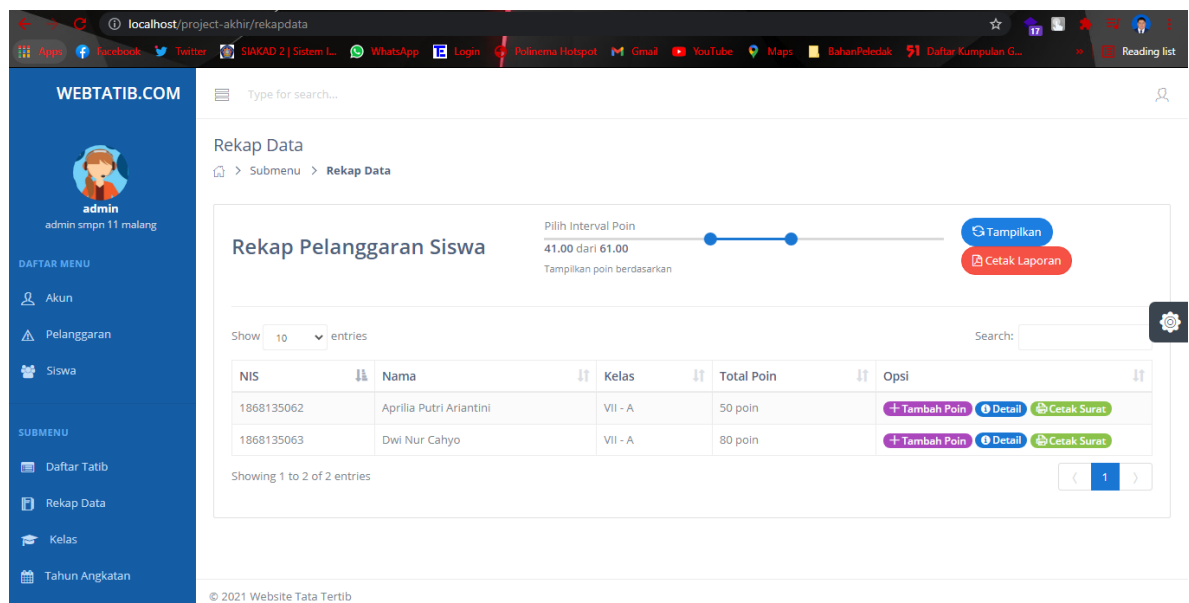 localhost/project-akhir/rekapdata
17
Apps Facebook Twitter SIAKAD 2 | Sistem I... WhatsApp Login Polinema Hotspot Gmail YouTube Maps BahanPeledak 51 Daftar Kumpulan G... » Reading list
WEBTATIB.COM
Type for search...
admin
admin smpn 11 malang
DAFTAR MENU
Akun
Pelanggaran
Siswa
SUBMENU
Daftar Tatib
Rekap Data
Kelas
Tahun Angkatan
Rekap Data
> Submenu > Rekap Data
Rekap Pelanggaran Siswa
Pilih Interval Poin
41.00 dari 61.00
Tampilkan poin berdasarkan
Tampilkan
Cetak Laporan
Show 10 entries
Search:
NIS Nama Kelas Total Poin Opsi
1868135062 Aprilia Putri Ariantini VII - A 50 poin +Tambah Poin Detail Cetak Surat
1868135063 Dwi Nur Cahyo VII - A 80 poin +Tambah Poin Detail Cetak Surat
Showing 1 to 2 of 2 entries
1
© 2021 Website Tata Tertib